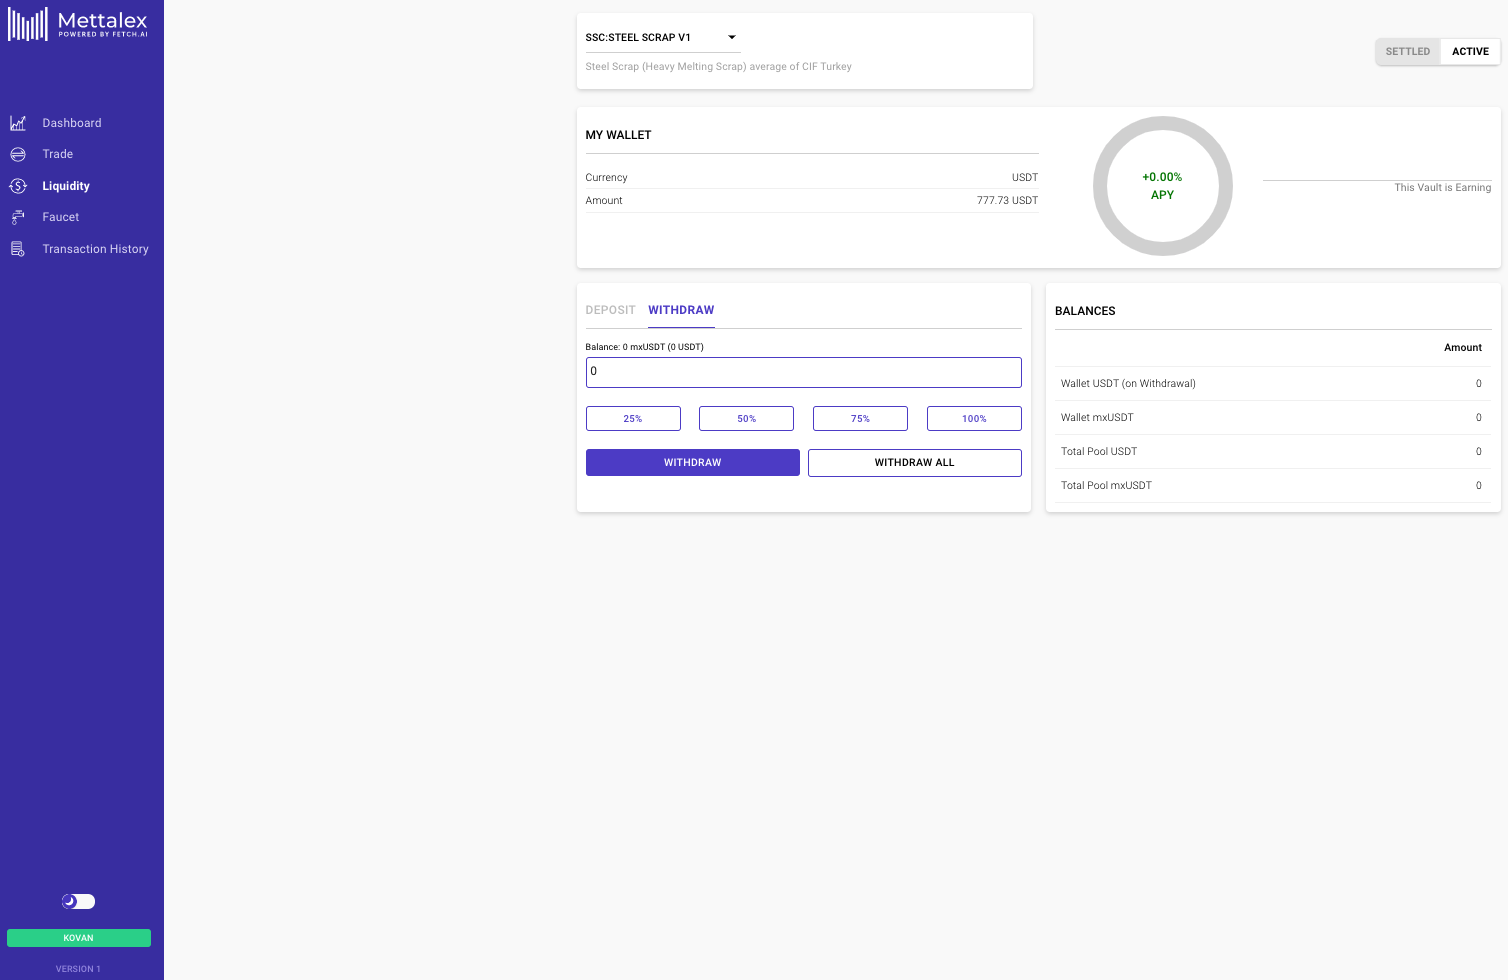 Mettalex
POWERED BY FETCH.AI
Dashboard
Trade
Liquidity
Faucet
Transaction History
KOVAN
VERSION 1
SSC:STEEL SCRAP V1
Steel Scrap (Heavy Melting Scrap) average of CIF Turkey
SETTLED ACTIVE
MY WALLET
Currency USDT
Amount 777.73 USDT
+0.00%
APY
This Vault is Earning
DEPOSIT WITHDRAW
Balance: 0 mxUSDT (0 USDT)
0
25% 50% 75% 100%
WITHDRAW WITHDRAW ALL
BALANCES
Amount
Wallet USDT (on Withdrawal) 0
Wallet mxUSDT 0
Total Pool USDT 0
Total Pool mxUSDT 0